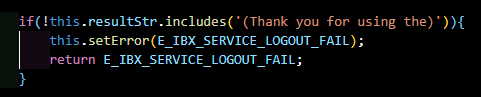 if(!this.resultStr.includes('(Thank you for using the)')){
this.setError(E_IBX_SERVICE_LOGOUT_FAIL);
return E_IBX_SERVICE_LOGOUT_FAIL;
}